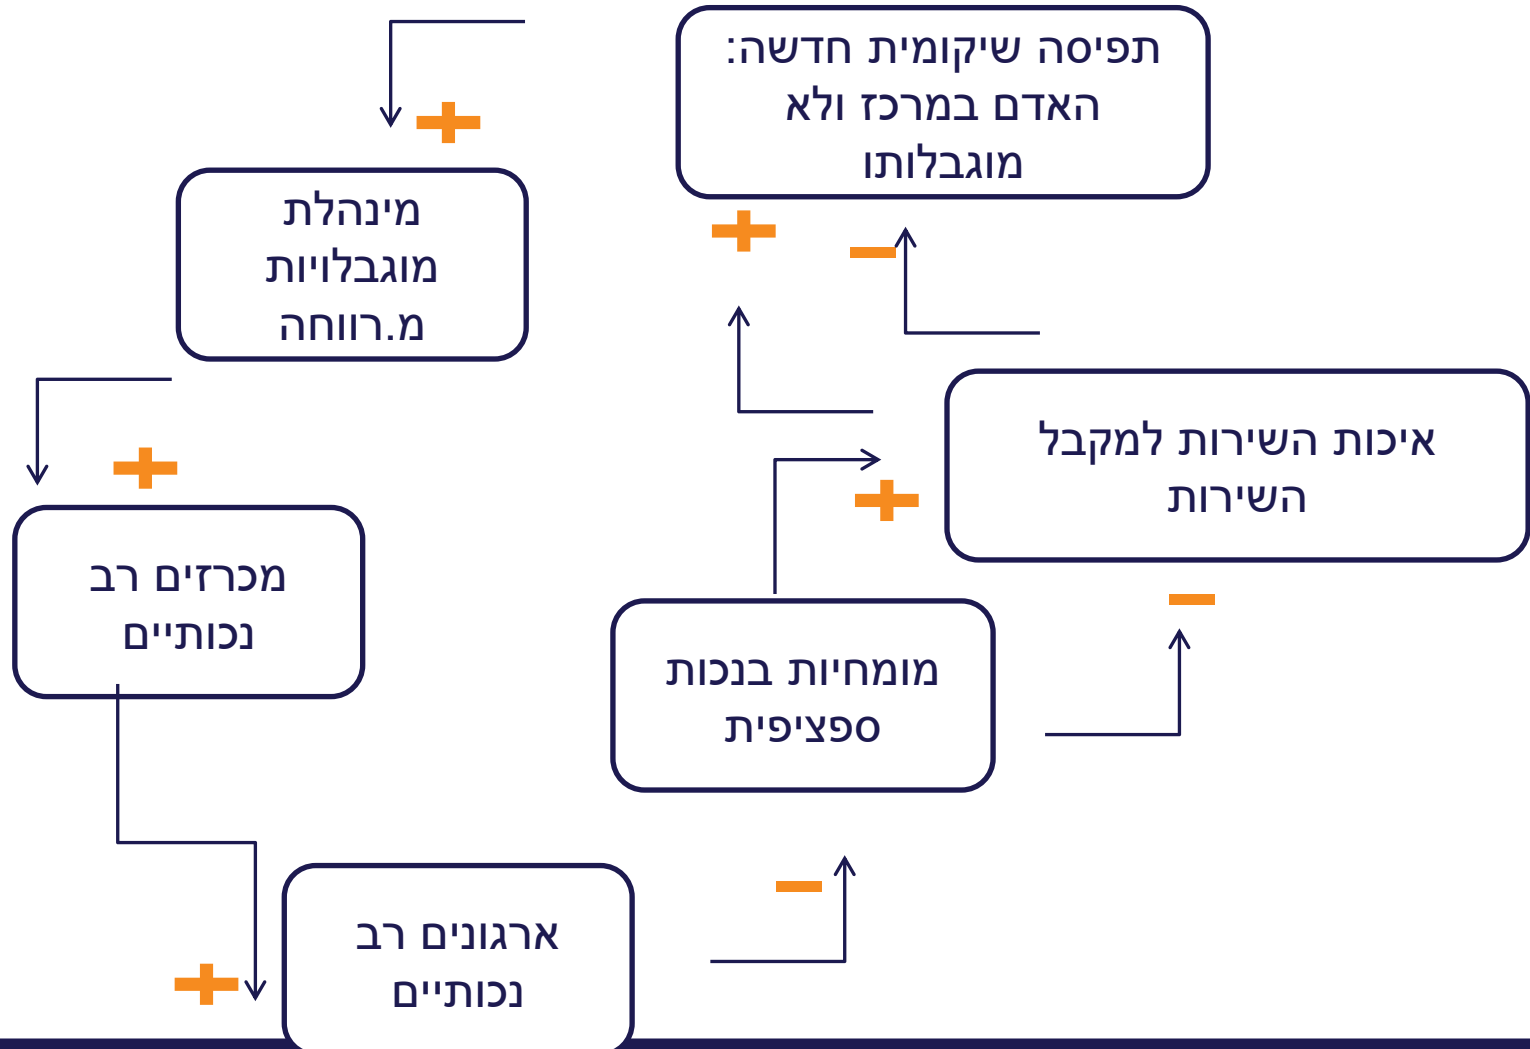 תפיסה שיקומית חדשה:
האדם במרכז ולא
מוגבלותו
מינהלת
מוגבלויות
מ.רווחה
איכות השירות למקבל
השירות
מכרזים רב
נכותיים
מומחיות בנכות
ספציפית
ארגונים רב
נכותיים